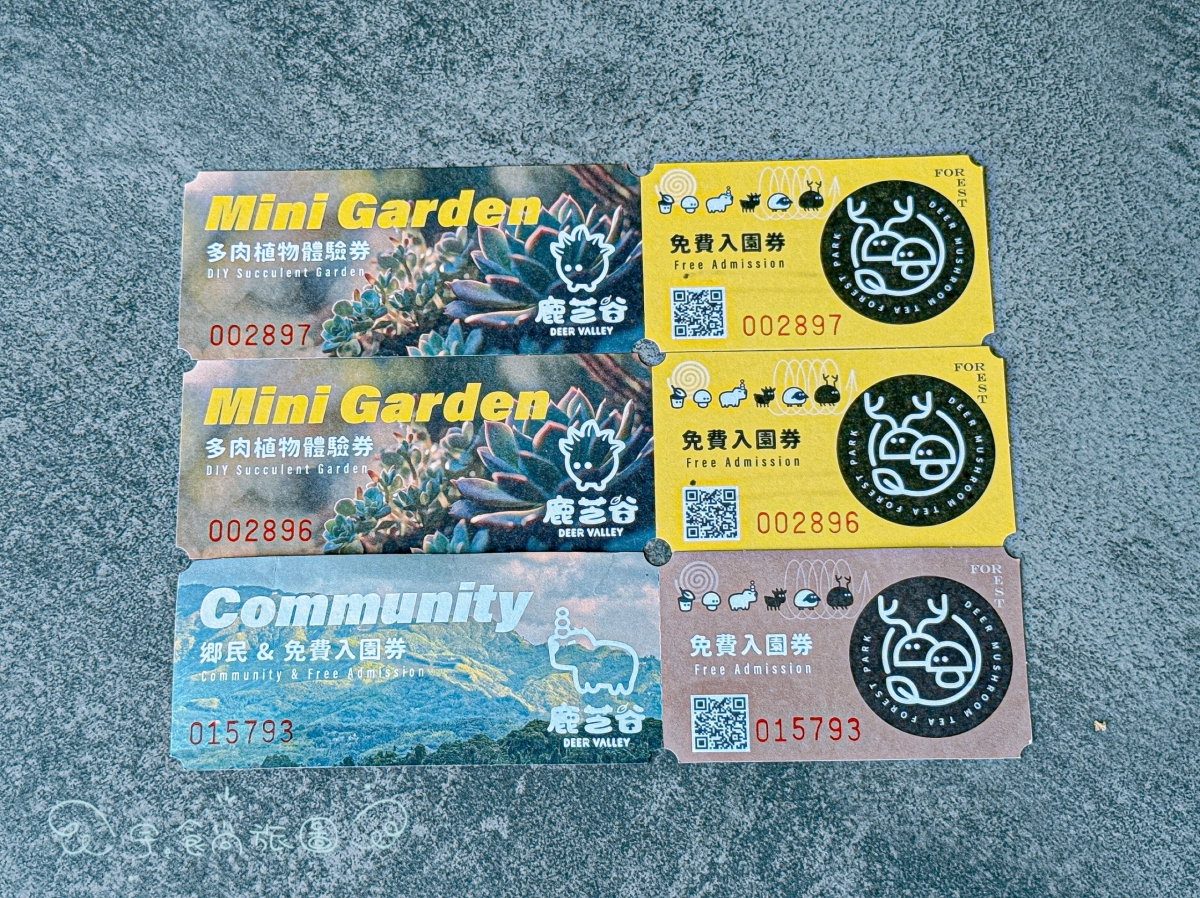 Mini Garden
多肉植物體驗券
DIY Succulent Garden
002897
鹿芝谷
DEER VALLEY
免費入園券
Free Admission
002897
FOREST
DEER MUSHROOM TEA FOREST PARK
Mini Garden
多肉植物體驗券
DIY Succulent Garden
002896
鹿芝谷
DEER VALLEY
免費入園券
Free Admission
002896
FOREST
DEER MUSHROOM TEA FOREST PARK
Community
鄉民 & 免費入園券
Community & Free Admission
015793
鹿芝谷
DEER VALLEY
免費入園券
Free Admission
015793
FOREST
DEER MUSHROOM TEA FOREST PARK
宇食尚旅圖